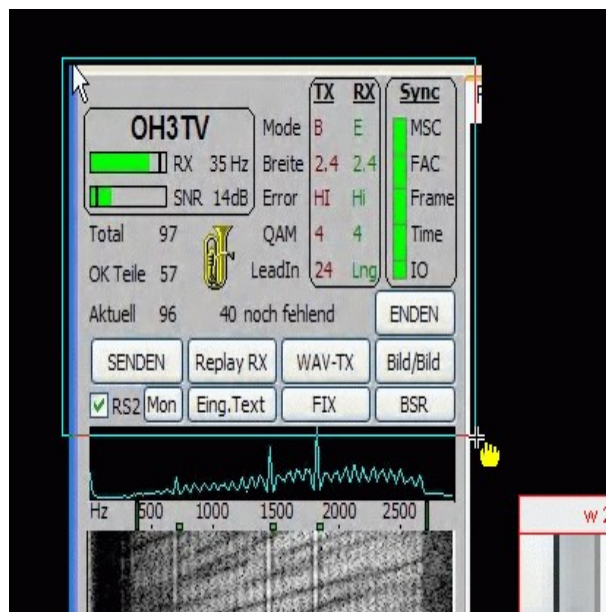 TX RX Sync
OH3TV Mode B E MSC
RX 35 Hz Breite 2.4 2.4 FAC
SNR 14dB Error HI Hi Frame
Total 97 QAM 4 4 Time
OK Teile 57 LeadIn 24 Lng IO
Aktuell 96 40 noch fehlend ENDEN
SENDEN Replay RX WAV-TX Bild/Bild
RS2 Mon Eing.Text FIX BSR
Hz 500 1000 1500 2000 2500
w